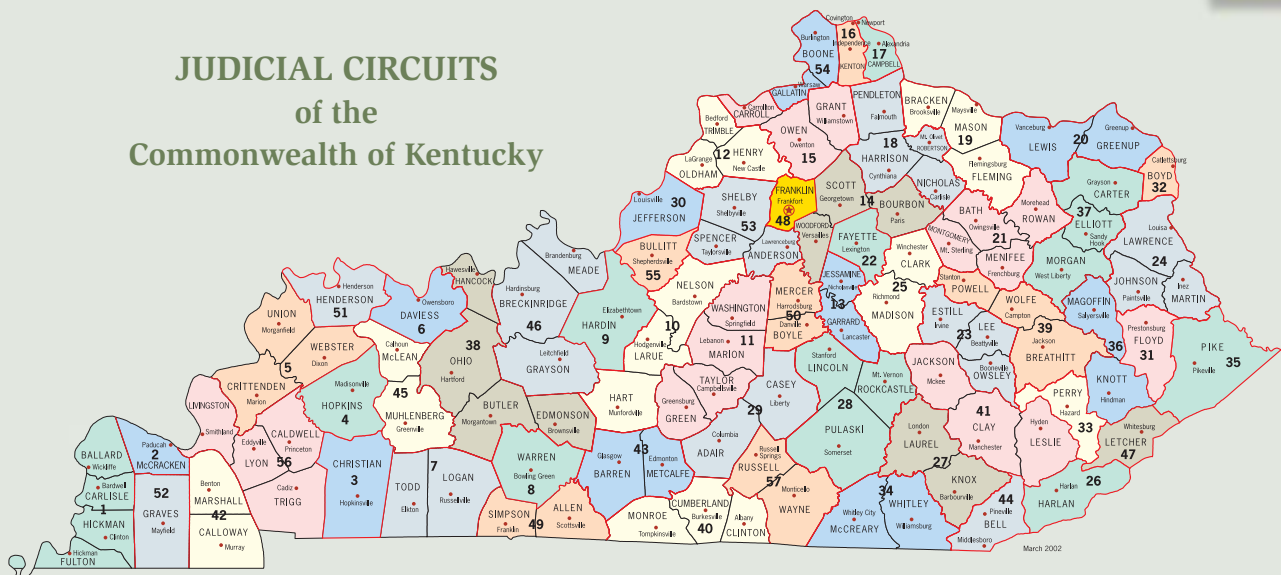 JUDICIAL CIRCUITS
of the
Commonwealth of Kentucky
Covington
Newport
Burlington
16
Independence
Alexandria
BOONE
17
KENTON
CAMPBELL
54
Warsaw
GALLATIN
PENDLETON
Carrollton
CARROLL
GRANT
Williamstown
Falmouth
BRACKEN
Brooksville
Maysville
Bedford
TRIMBLE
OWEN
Owenton
MASON
19
Vanceburg
20
Greenup
LEWIS
GREENUP
12
HENRY
New Castle
15
18
HARRISON
Cynthiana
Mt. Olivet
ROBERTSON
Flemingsburg
FLEMING
Catlettsburg
BOYD
32
LaGrange
OLDHAM
FRANKLIN
Frankfort
48
SCOTT
Georgetown
14
NICHOLAS
Carlisle
Grayson
CARTER
Louisville
30
JEFFERSON
SHELBY
Shelbyville
53
BOURBON
Paris
BATH
Owingsville
21
Morehead
ROWAN
37
ELLIOTT
Sandy
Hook
Louisa
LAWRENCE
WOODFORD
Versailles
FAYETTE
Lexington
22
MONTGOMERY
Mt. Sterling
SPENCER
Taylorsville
Lawrenceburg
ANDERSON
BULLITT
Shepherdsville
55
Winchester
CLARK
MENIFEE
Frenchburg
MORGAN
West Liberty
24
Brandenburg
MEADE
JESSAMINE
Nicholasville
13
25
Stanton
POWELL
JOHNSON
Paintsville
Inez
MARTIN
Hawesville
HANCOCK
Hardinsburg
BRECKINRIDGE
46
NELSON
Bardstown
WASHINGTON
Springfield
MERCER
Harrodsburg
50
Danville
BOYLE
GARRARD
Lancaster
Richmond
MADISON
ESTILL
Irvine
WOLFE
Campton
MAGOFFIN
Salyersville
36
Henderson
HENDERSON
51
Owensboro
DAVIESS
6
Elizabethtown
HARDIN
9
10
Hodgenville
LARUE
Lebanon
11
MARION
23
LEE
Beattyville
39
Jackson
BREATHITT
Prestonsburg
FLOYD
31
PIKE
Pikeville
35
UNION
Morganfield
WEBSTER
Dixon
Calhoun
McLEAN
38
OHIO
Hartford
Leitchfield
GRAYSON
Stanford
LINCOLN
Mt. Vernon
ROCKCASTLE
JACKSON
Mckee
Booneville
OWSLEY
KNOTT
Hindman
5
CRITTENDEN
Marion
Madisonville
HOPKINS
4
45
MUHLENBERG
Greenville
BUTLER
Morgantown
EDMONSON
Brownsville
HART
Munfordville
TAYLOR
Campbellsville
Greensburg
GREEN
CASEY
Liberty
29
28
PULASKI
Somerset
41
CLAY
Manchester
PERRY
Hazard
33
LIVINGSTON
Smithland
Hyden
LESLIE
Whitesburg
LETCHER
47
London
LAUREL
27
Eddyville
LYON
CALDWELL
Princeton
56
Columbia
ADAIR
Russell
Springs
RUSSELL
57
43
Glasgow
BARREN
Edmonton
METCALFE
WARREN
Bowling Green
8
Paducah
2
McCRACKEN
BALLARD
Wickliffe
CHRISTIAN
3
Hopkinsville
7
TODD
Elkton
LOGAN
Russellville
KNOX
Barbourville
Harlan
26
HARLAN
Bardwell
CARLISLE
1
52
GRAVES
Mayfield
Benton
MARSHALL
42
CALLOWAY
Murray
Cadiz
TRIGG
SIMPSON
Franklin
49
ALLEN
Scottsville
MONROE
Tompkinsville
CUMBERLAND
Burkesville
40
Albany
CLINTON
Monticello
WAYNE
34
Whitley City
McCREARY
WHITLEY
Williamsburg
44
Pineville
BELL
Middlesboro
HICKMAN
Clinton
Hickman
FULTON
March 2002